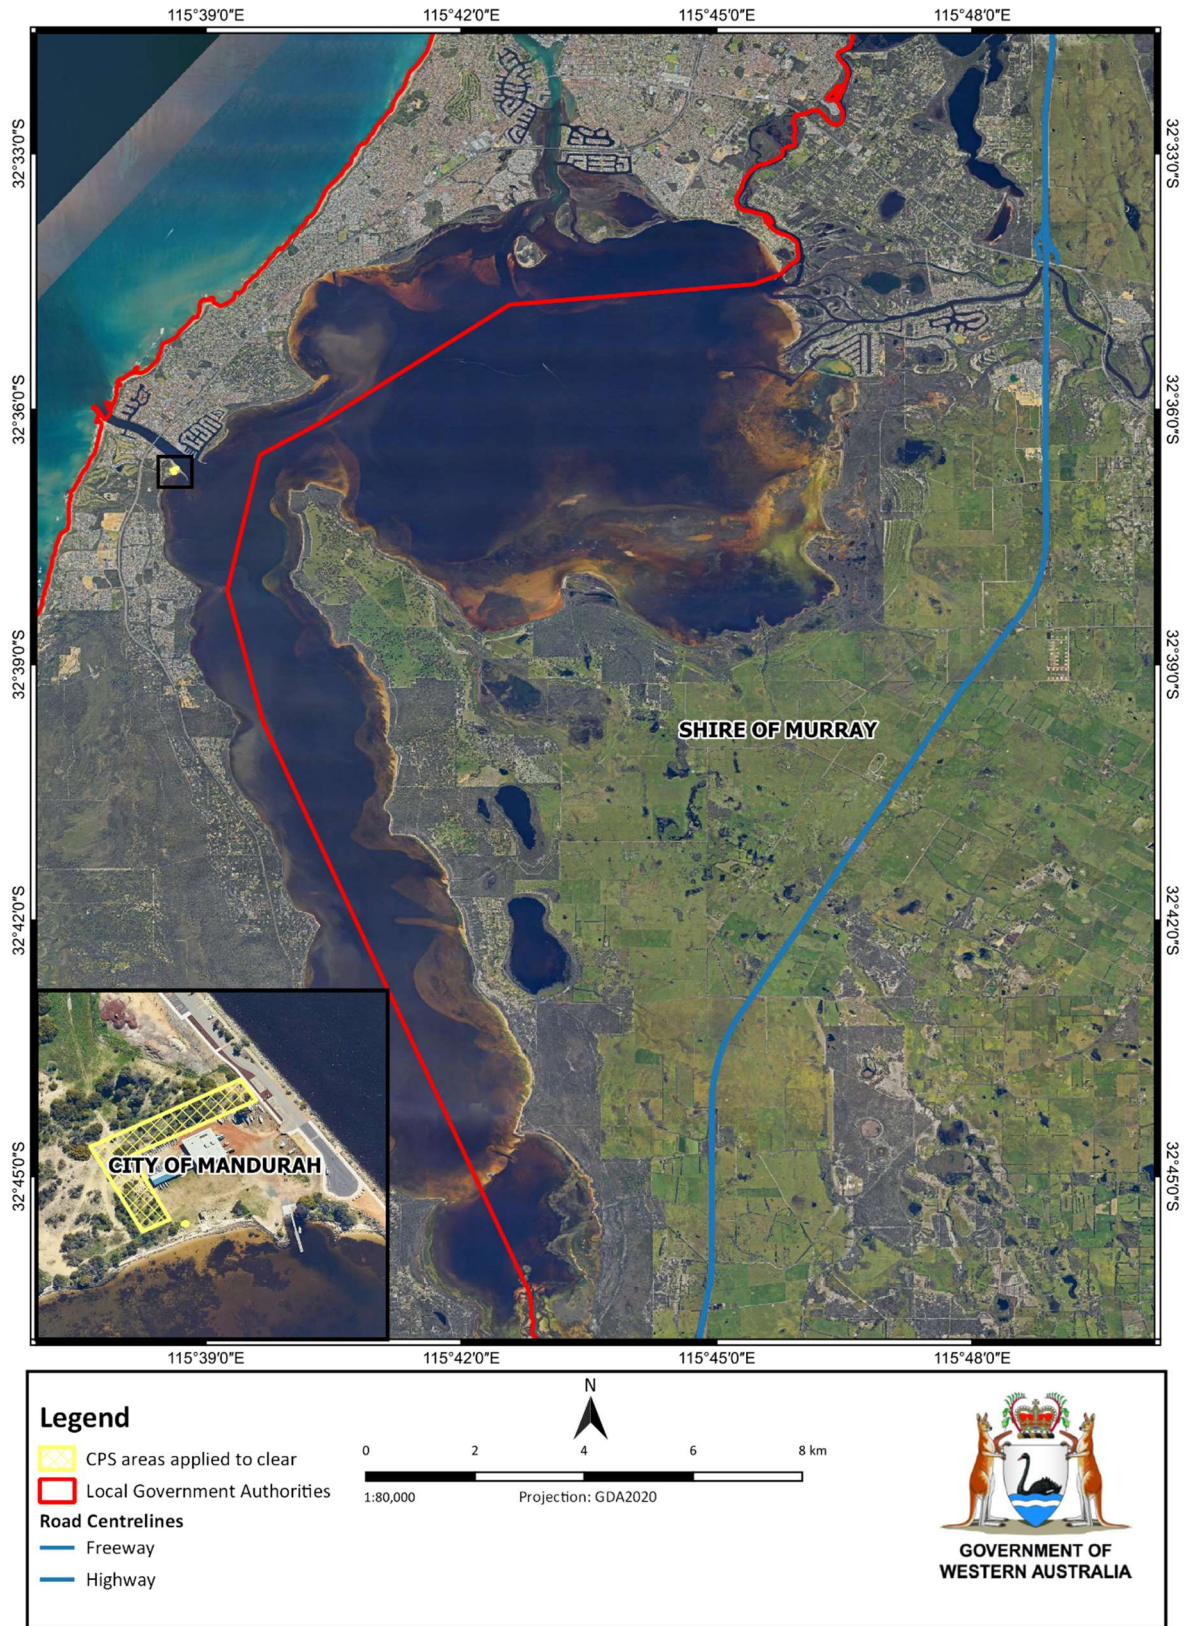 115°39'0"E 115°42'0"E 115°45'0"E 115°48'0"E
32°33'0"S 32°33'0"S
32°36'0"S 32°36'0"S
32°39'0"S 32°39'0"S
SHIRE OF MURRAY
32°42'0"S 32°42'0"S
CITY OF MANDURAH
32°45'0"S 32°45'0"S
115°39'0"E 115°42'0"E 115°45'0"E 115°48'0"E
Legend
CPS areas applied to clear
Local Government Authorities
Road Centrelines
Freeway
Highway
N
0 2 4 6 8 km
1:80,000 Projection: GDA2020
GOVERNMENT OF
WESTERN AUSTRALIA